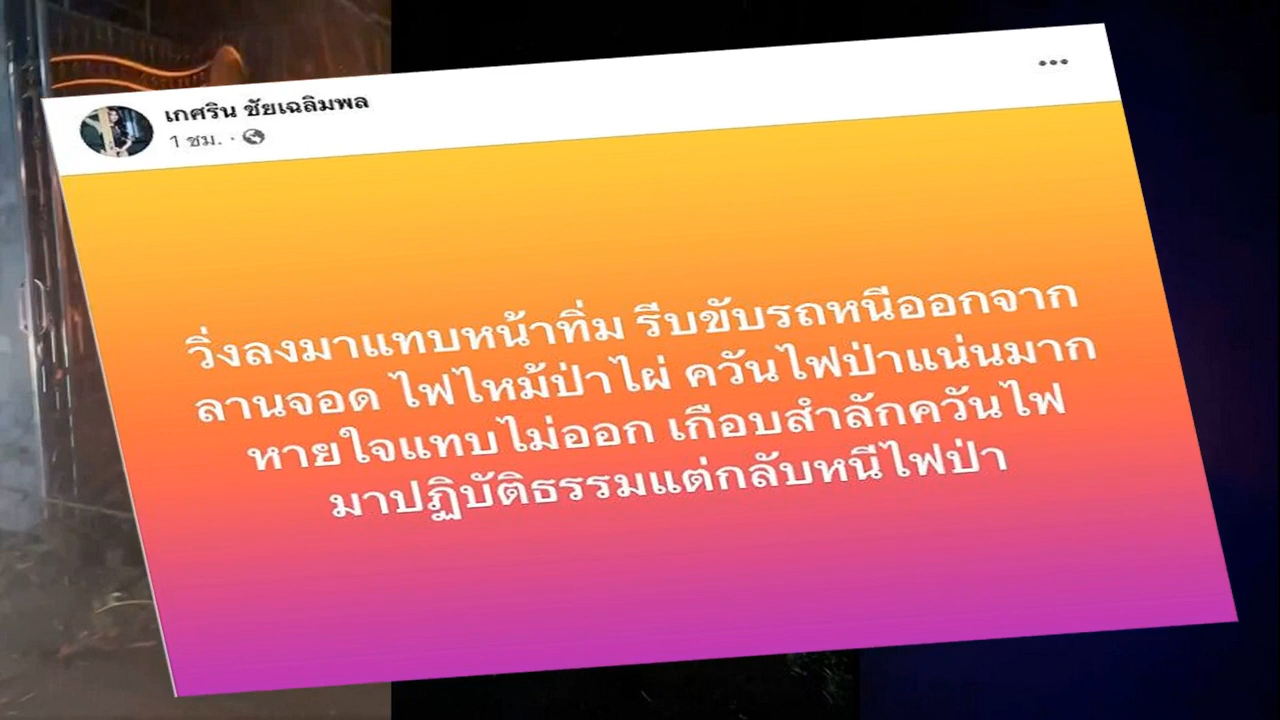 เกศริน ชัยเฉลิมพล
1 ชม. ·
วิ่งลงมาแทบหน้าทิ่ม รีบขับรถหนีออกจาก
ลานจอด ไฟไหม้ป่าไผ่ ควันไฟป่าแน่นมาก
หายใจแทบไม่ออก เกือบสำลักควันไฟ
มาปฏิบัติธรรมแต่กลับหนีไฟป่า